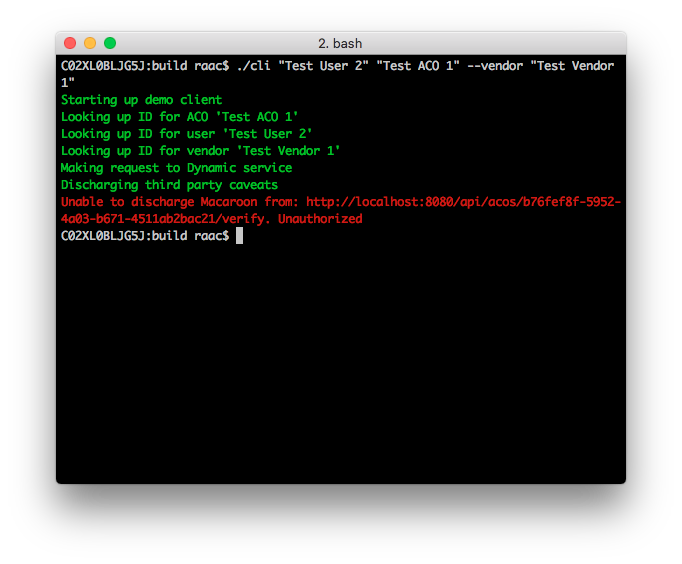 2. bash
C02XL0BLJG5J:build raac$ ./cli "Test User 2" "Test ACO 1" --vendor "Test Vendor
1"
Starting up demo client
Looking up ID for ACO 'Test ACO 1'
Looking up ID for user 'Test User 2'
Looking up ID for vendor 'Test Vendor 1'
Making request to Dynamic service
Discharging third party caveats
Unable to discharge Macaroon from: http://localhost:8080/api/acos/b76fef8f-5952-
4a03-b671-4511ab2bac21/verify. Unauthorized
C02XL0BLJG5J:build raac$